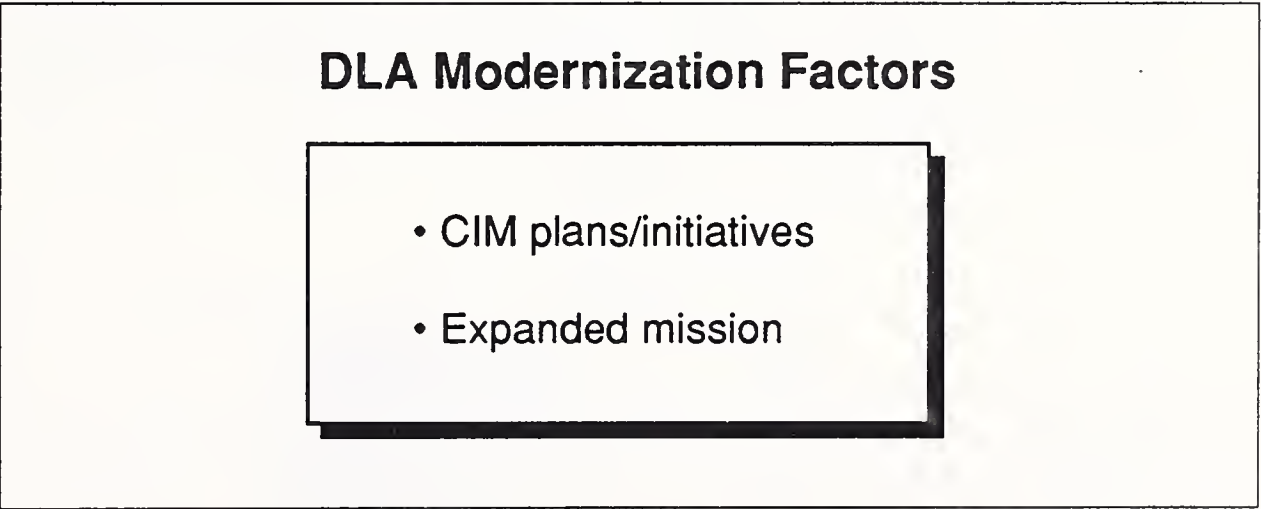 DLA Modernization Factors
• CIM plans/initiatives
• Expanded mission